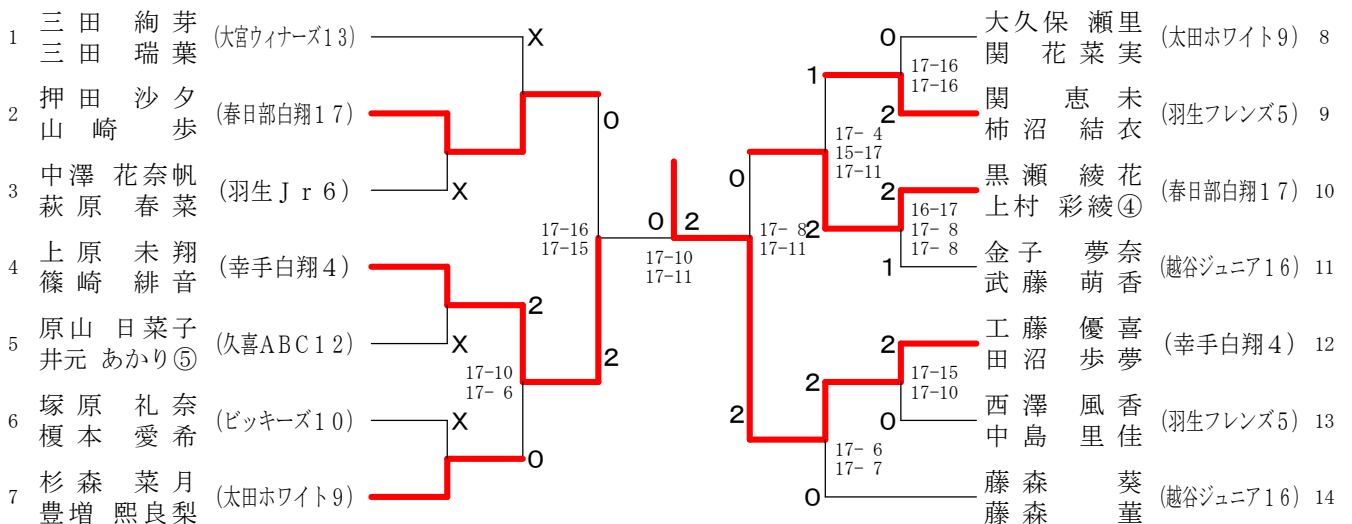 1 三田 絢芽 (大宮ウィナーズ13)
三田 瑞葉
X
2 押田 沙夕 (春日部白翔17)
山崎 歩
0
3 中澤 花奈帆 (羽生Jr6)
萩原 春菜
X
17-16
17-15
4 上原 未翔 (幸手白翔4)
篠崎 緋音
2
5 原山 日菜子 (久喜ABC12)
井元 あかり⑤
X
17-10
17- 6
2
6 塚原 礼奈 (ビッキーズ10)
榎本 愛希
X
0
7 杉森 菜月 (太田ホワイト9)
豊増 熙良梨
0 2
17-10
17-11
大久保 瀬里 (太田ホワイト9) 8
関 花菜実
0
17-16
17-16
1
2
関 恵未 (羽生フレンズ5) 9
柿沼 結衣
17- 4
15-17
17-11
0
2
黒瀬 綾花 (春日部白翔17) 10
上村 彩綾④
16-17
17- 8
17- 8
2
17- 8
17-11
1
金子 夢奈 (越谷ジュニア16) 11
武藤 萌香
2
工藤 優喜 (幸手白翔4) 12
田沼 歩夢
17-15
17-10
2
2
0
西澤 風香 (羽生フレンズ5) 13
中島 里佳
17- 6
17- 7
0
藤森 葵 (越谷ジュニア16) 14
藤森 菫